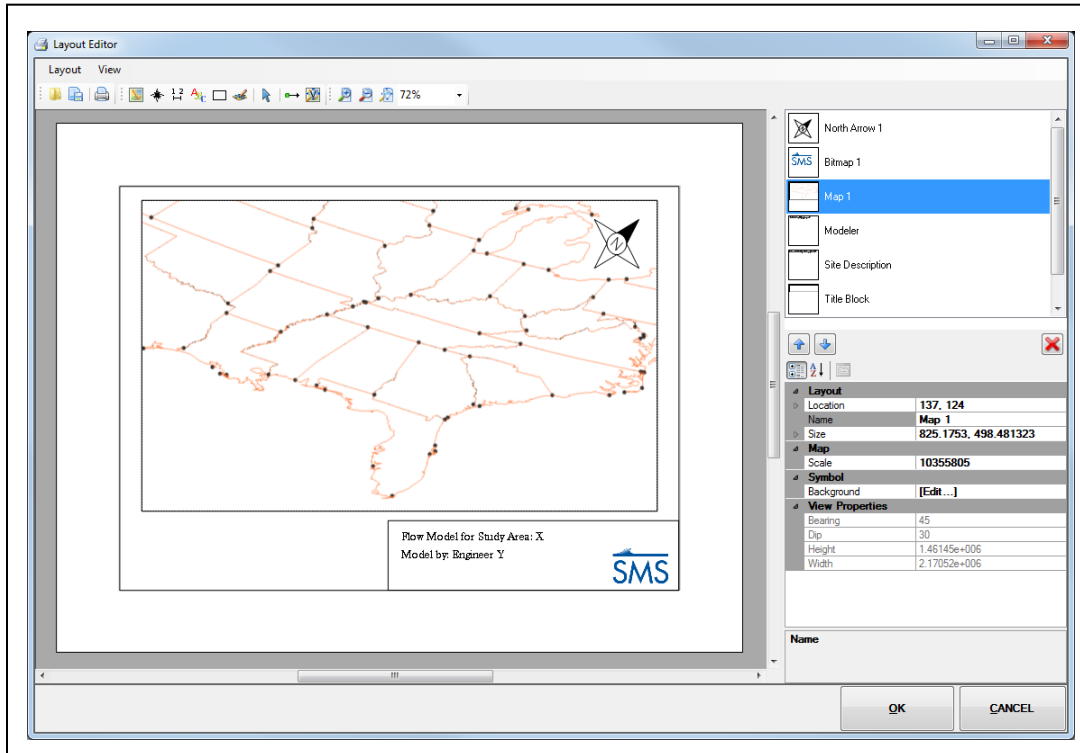 Layout Editor
Layout View
72%
North Arrow 1
SMS Bitmap 1
Map 1
Modeler
Site Description
Title Block
N
Flow Model for Study Area: X
Model by: Engineer Y
SMS
Layout
Location 137, 124
Name Map 1
Size 825.1753, 498.481323
Map
Scale 10355805
Symbol
Background [Edit...]
View Properties
Bearing 45
Dip 30
Height 1.46145e+006
Width 2.17052e+006
Name
OK CANCEL